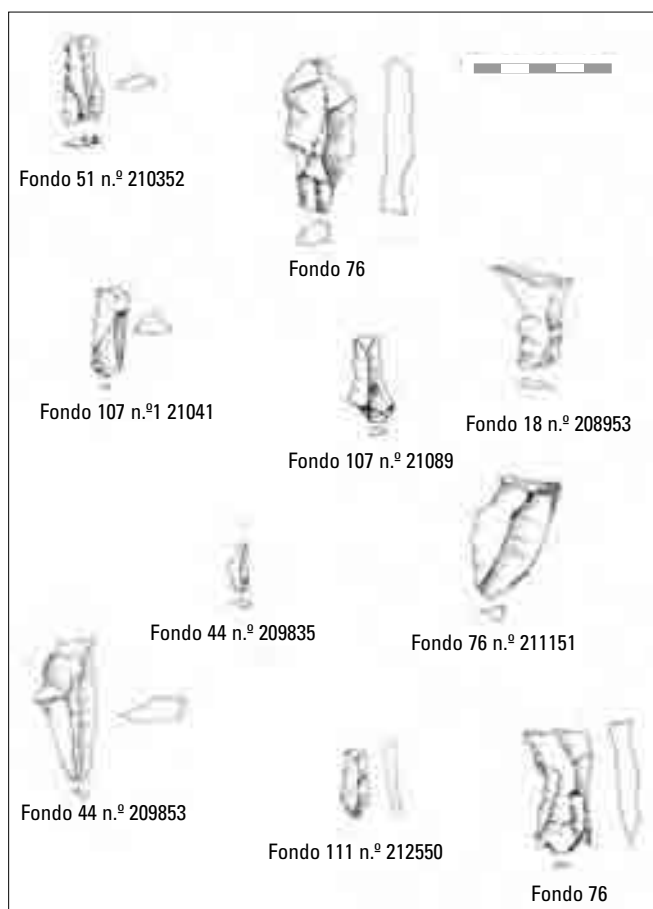 Fondo 51 n.º 210352
Fondo 76
Fondo 107 n.º1 21041
Fondo 18 n.º 208953
Fondo 107 n.º 21089
Fondo 44 n.º 209835
Fondo 76 n.º 211151
Fondo 44 n.º 209853
Fondo 111 n.º 212550
Fondo 76